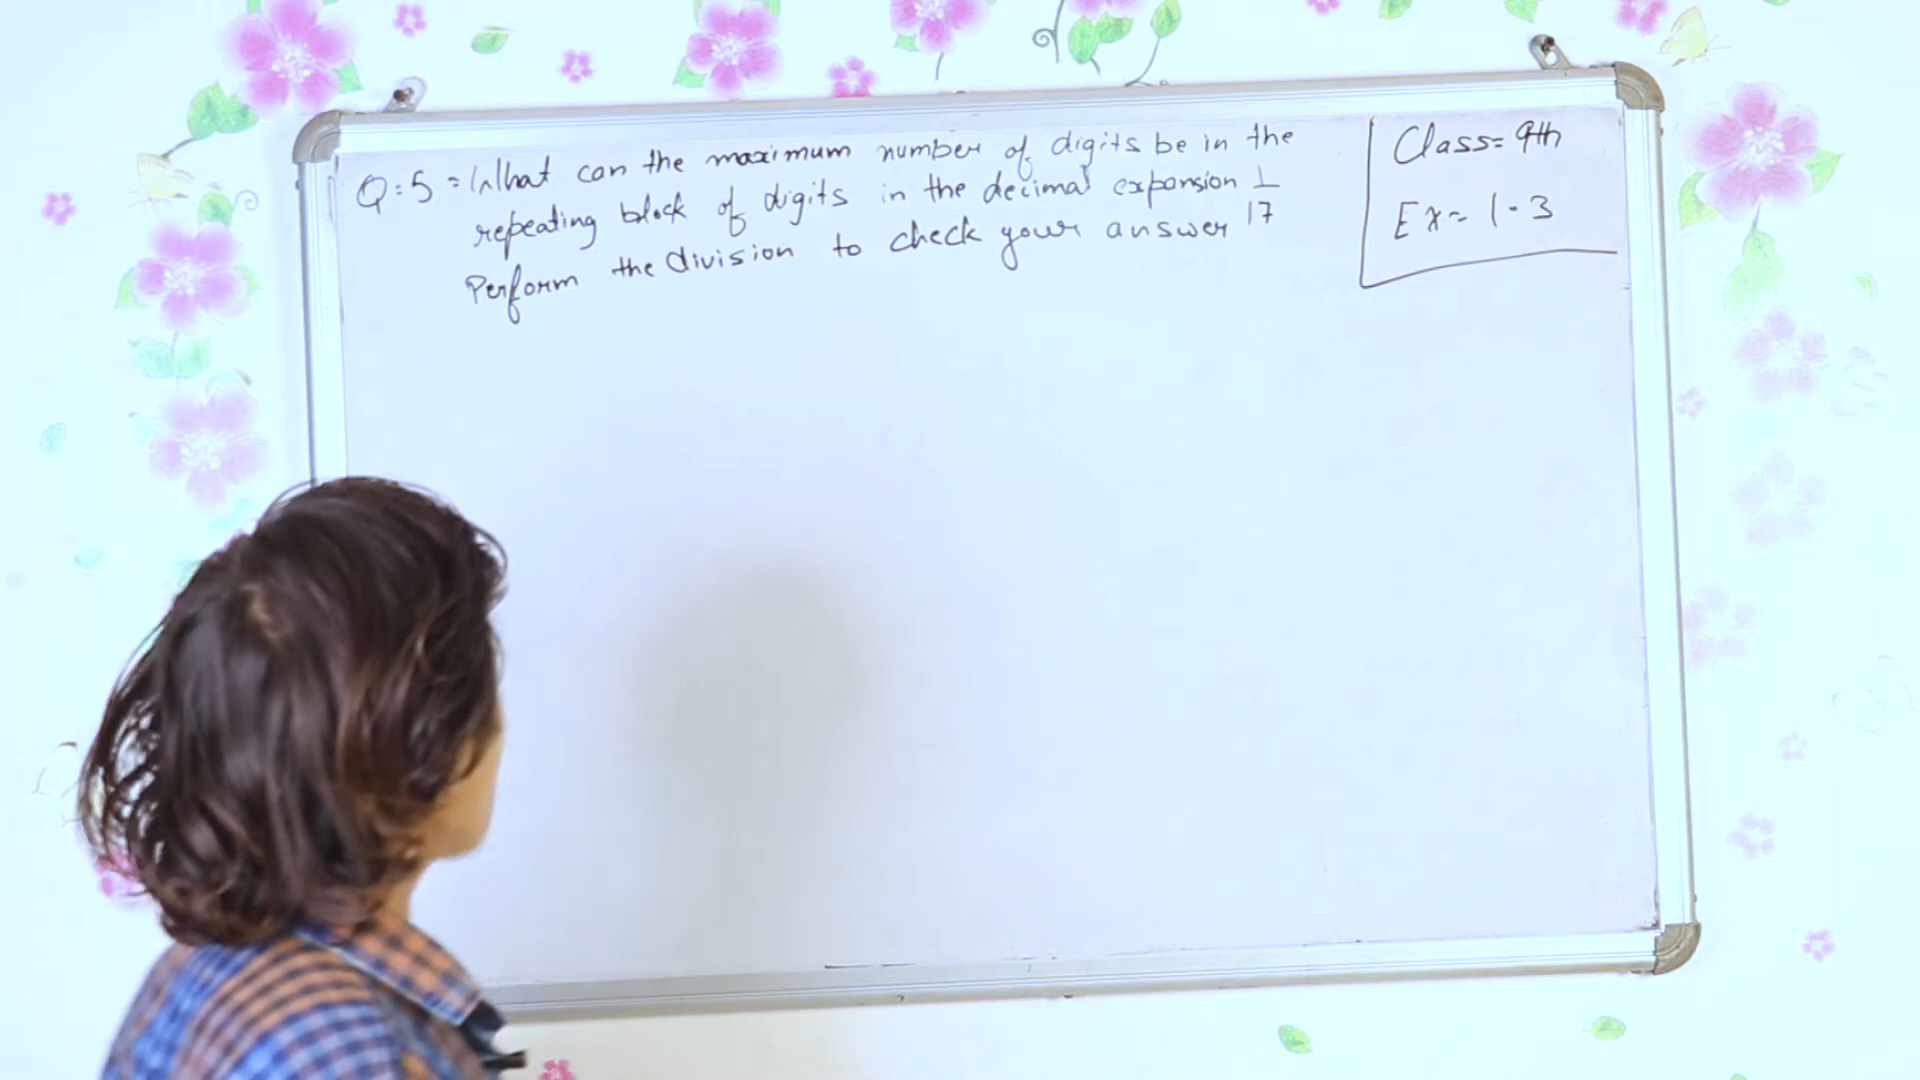 Q:5 = What can the maximum number of digits be in the
repeating block of digits in the decimal expansion 1
17
Perform the division to check your answer
Class= 9th
Ex~ 1.3